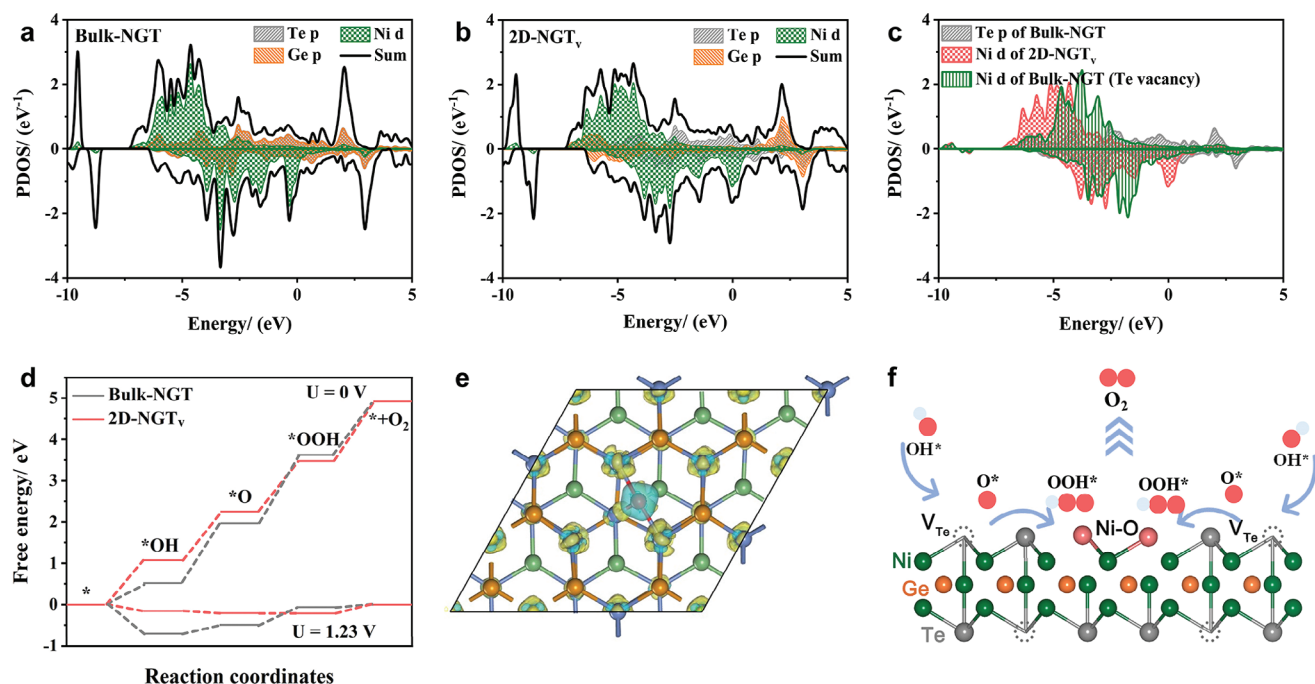 a
Bulk-NGT
Te p
Ni d
Ge p
Sum
PDOS/ (eV⁻¹)
4
2
0
-2
-4
-10
-5
0
5
Energy/ (eV)
b
2D-NGTᵥ
Te p
Ni d
Ge p
Sum
PDOS/ (eV⁻¹)
4
2
0
-2
-4
-10
-5
0
5
Energy/ (eV)
c
Te p of Bulk-NGT
Ni d of 2D-NGTᵥ
Ni d of Bulk-NGT (Te vacancy)
PDOS/ (eV⁻¹)
4
2
0
-2
-4
-10
-5
0
5
Energy/ (eV)
d
Bulk-NGT
2D-NGTᵥ
U = 0 V
*+O₂
*OOH
*O
*OH
*
U = 1.23 V
Free energy/ eV
5
4
3
2
1
0
-1
Reaction coordinates
e
f
O₂
OH*
OH*
O*
OOH*
OOH*
O*
V_Te
Ni-O
V_Te
Ni
Ge
Te